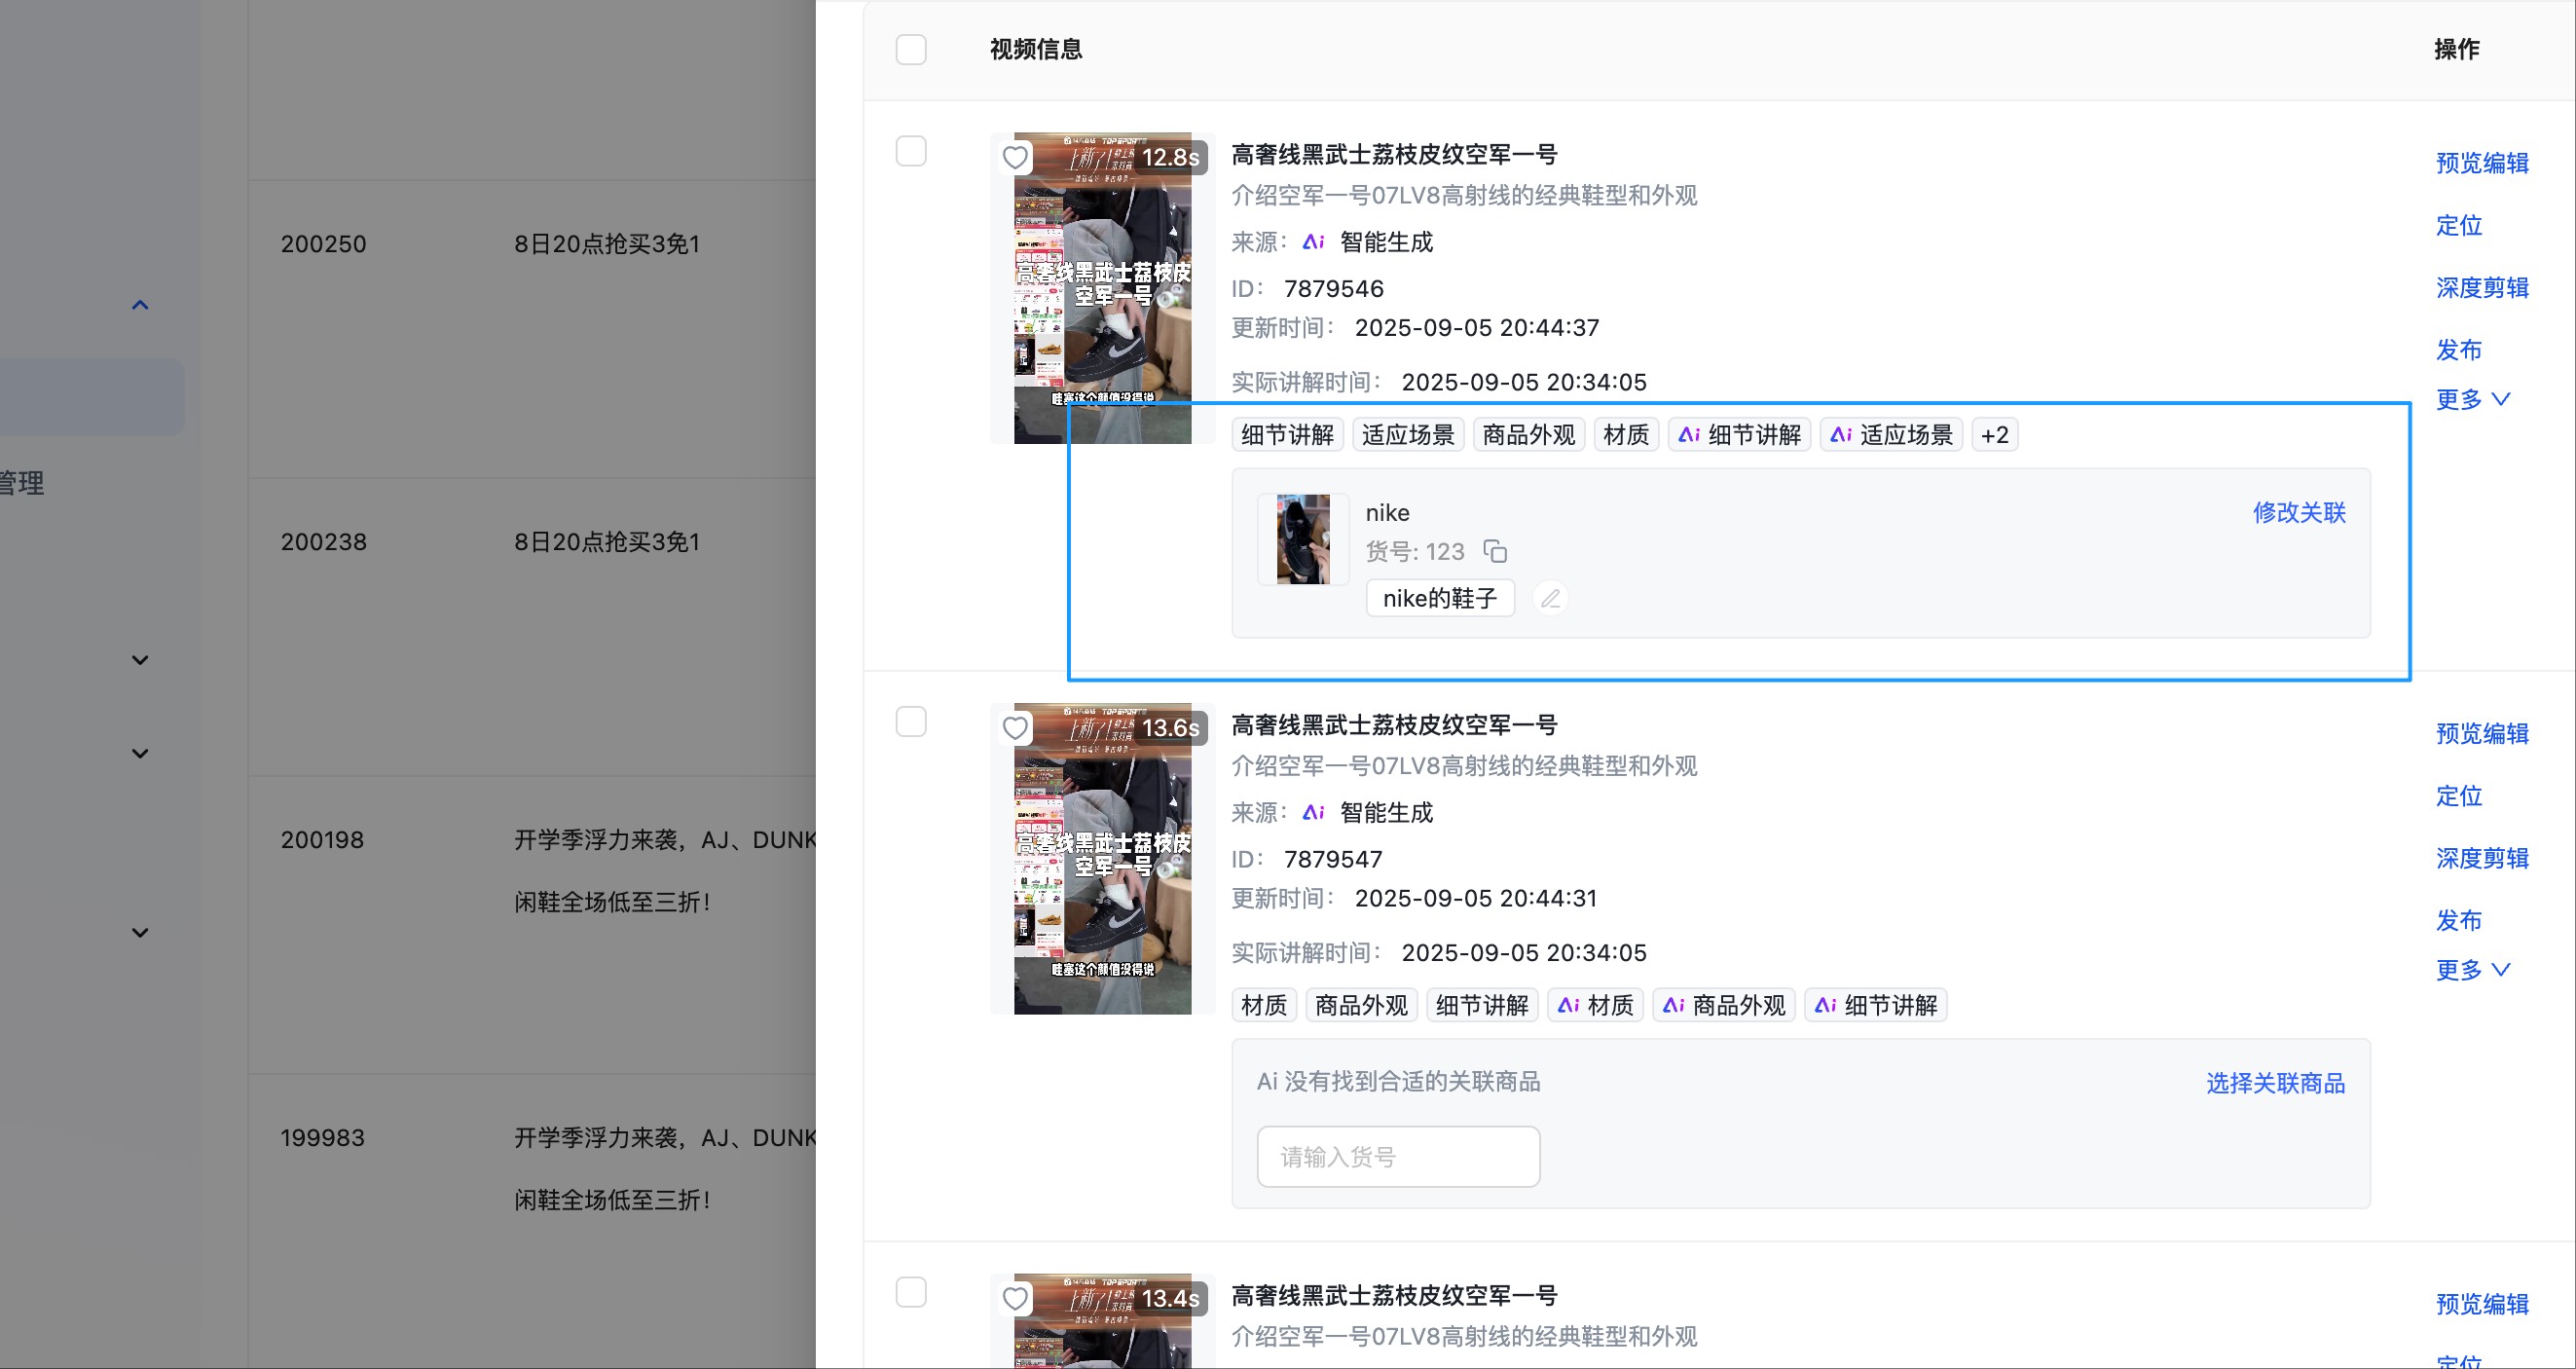 管理
200250
8日20点抢买3免1
200238
8日20点抢买3免1
200198
开学季浮力来袭，AJ、DUNK
闲鞋全场低至三折！
199983
开学季浮力来袭，AJ、DUNK
闲鞋全场低至三折！
视频信息
操作
TOP SPORTS
12.8s
高奢线黑武士荔枝皮
空军一号
哇塞这个颜值没得说
高奢线黑武士荔枝皮纹空军一号
介绍空军一号07LV8高射线的经典鞋型和外观
来源： Ai 智能生成
ID： 7879546
更新时间： 2025-09-05 20:44:37
实际讲解时间： 2025-09-05 20:34:05
细节讲解 适应场景 商品外观 材质 Ai 细节讲解 Ai 适应场景 +2
nike
修改关联
货号: 123
nike的鞋子
预览编辑
定位
深度剪辑
发布
更多
TOP SPORTS
13.6s
高奢线黑武士荔枝皮
空军一号
哇塞这个颜值没得说
高奢线黑武士荔枝皮纹空军一号
介绍空军一号07LV8高射线的经典鞋型和外观
来源： Ai 智能生成
ID： 7879547
更新时间： 2025-09-05 20:44:31
实际讲解时间： 2025-09-05 20:34:05
材质 商品外观 细节讲解 Ai 材质 Ai 商品外观 Ai 细节讲解
Ai 没有找到合适的关联商品
选择关联商品
请输入货号
预览编辑
定位
深度剪辑
发布
更多
TOP SPORTS
13.4s
高奢线黑武士荔枝皮纹空军一号
介绍空军一号07LV8高射线的经典鞋型和外观
预览编辑
定位